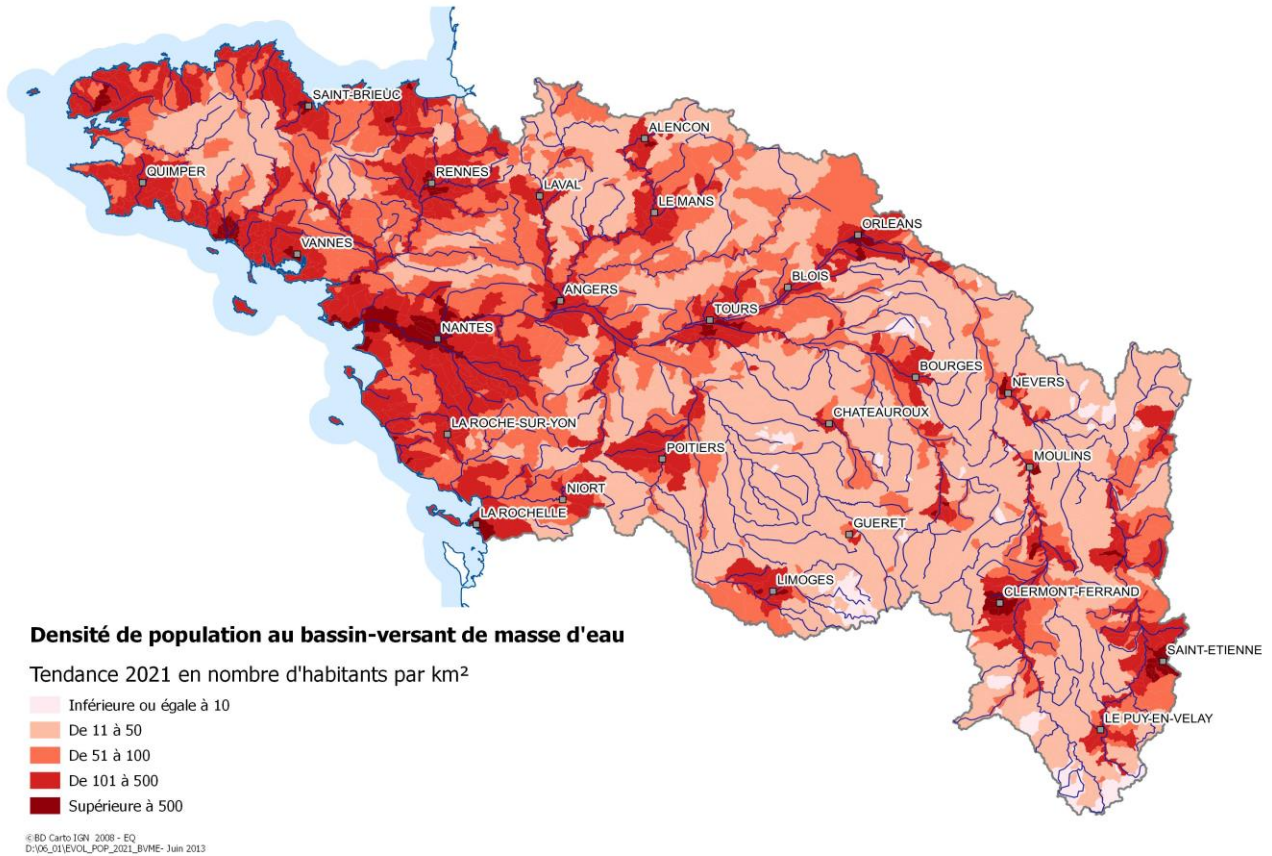 SAINT-BRIEUC
ALENCON
QUIMPER
RENNES
LAVAL
LE MANS
ORLEANS
VANNES
BLOIS
ANGERS
TOURS
NANTES
BOURGES
NEVERS
CHATEAUROUX
LA ROCHE-SUR-YON
POITIERS
MOULINS
NIORT
LA ROCHELLE
GUERET
LIMOGES
CLERMONT-FERRAND
SAINT-ETIENNE
LE PUY-EN-VELAY
Densité de population au bassin-versant de masse d'eau
Tendance 2021 en nombre d'habitants par km²
Inférieure ou égale à 10
De 11 à 50
De 51 à 100
De 101 à 500
Supérieure à 500
©BD Carto IGN 2008 - EQ
D:\06_01\EVOL_POP_2021_BVME- Juin 2013